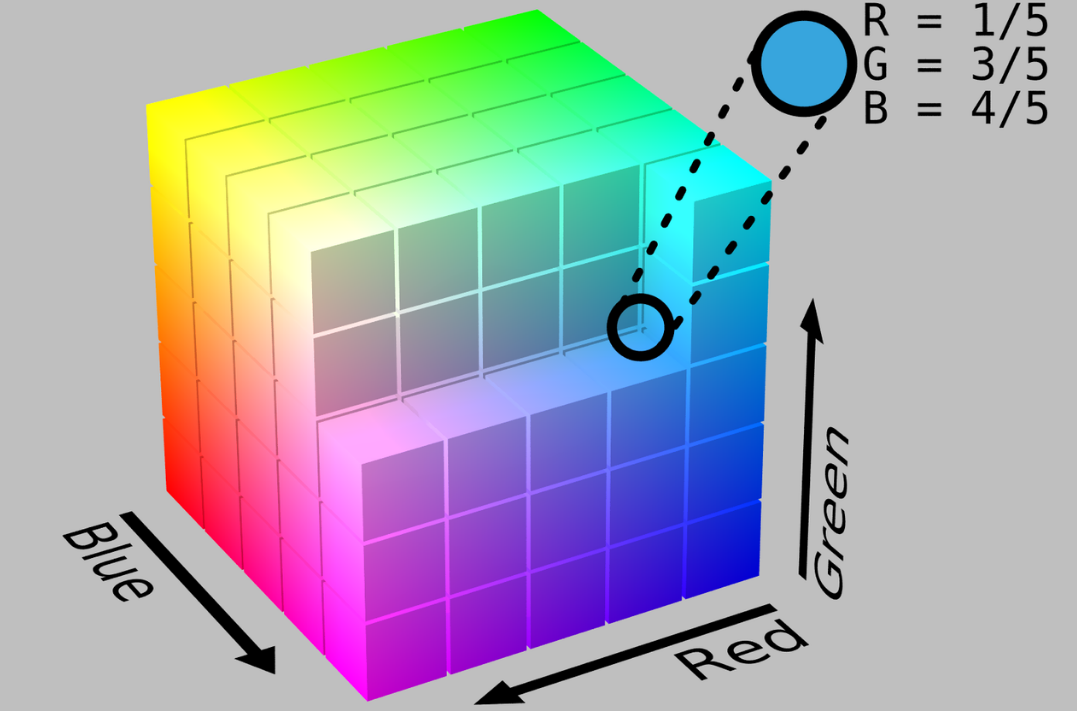 R = 1/5
G = 3/5
B = 4/5
Blue
Green
Red